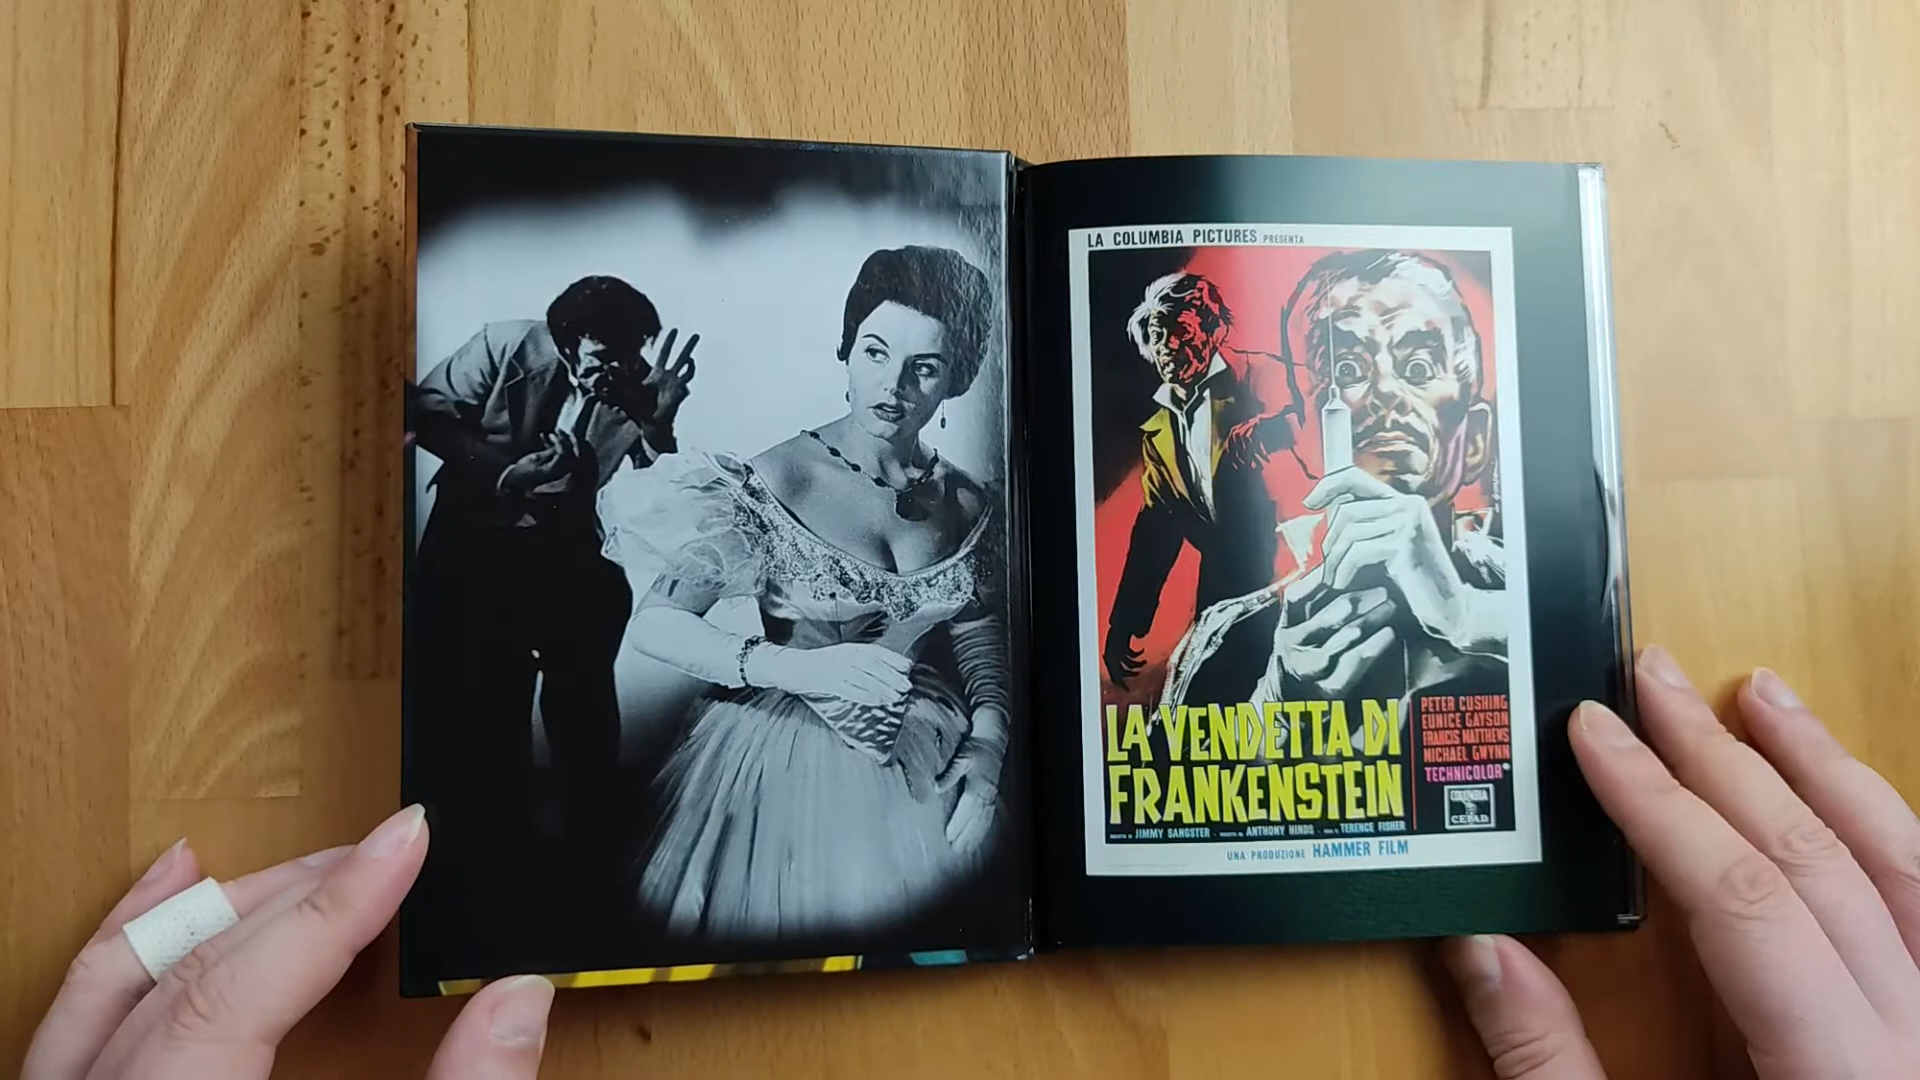 LA COLUMBIA PICTURES PRESENTA
LA VENDETTA DI
FRANKENSTEIN
PETER CUSHING
EUNICE GAYSON
FRANCIS MATTHEWS
MICHAEL GWYNN
TECHNICOLOR
COLUMBIA
C.E.I.A.D.
JIMMY SANGSTER - ANTHONY HINDS - TERENCE FISHER
UNA PRODUZIONE HAMMER FILM